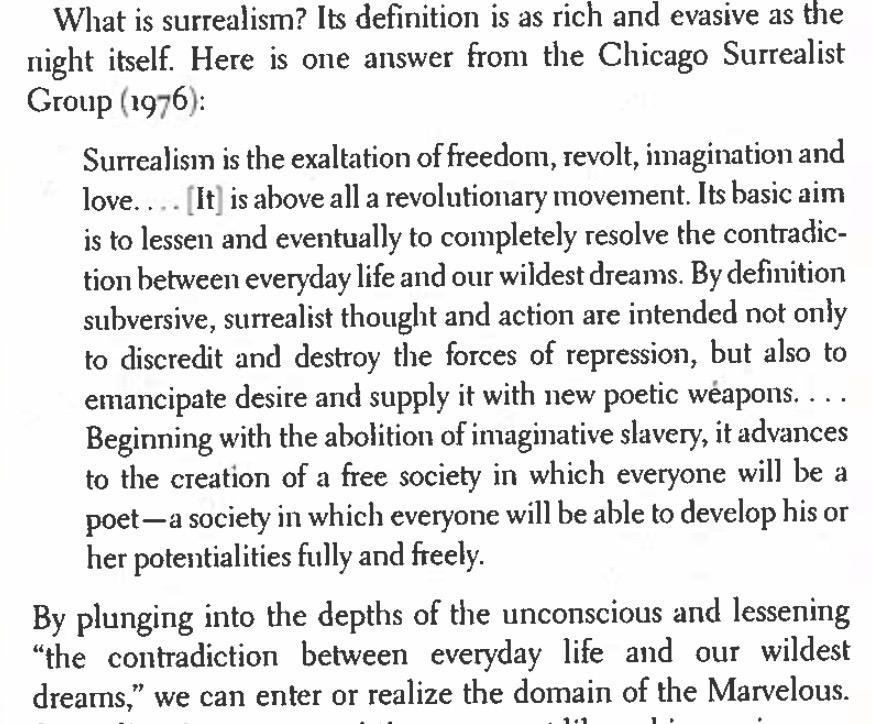 What is surrealism? Its definition is as rich and evasive as the
night itself. Here is one answer from the Chicago Surrealist
Group (1976):
Surrealism is the exaltation of freedom, revolt, imagination and
love. . . . [It] is above all a revolutionary movement. Its basic aim
is to lessen and eventually to completely resolve the contradic-
tion between everyday life and our wildest dreams. By definition
subversive, surrealist thought and action are intended not only
to discredit and destroy the forces of repression, but also to
emancipate desire and supply it with new poetic weapons. . . .
Beginning with the abolition of imaginative slavery, it advances
to the creation of a free society in which everyone will be a
poet—a society in which everyone will be able to develop his or
her potentialities fully and freely.
By plunging into the depths of the unconscious and lessening
“the contradiction between everyday life and our wildest
dreams,” we can enter or realize the domain of the Marvelous.